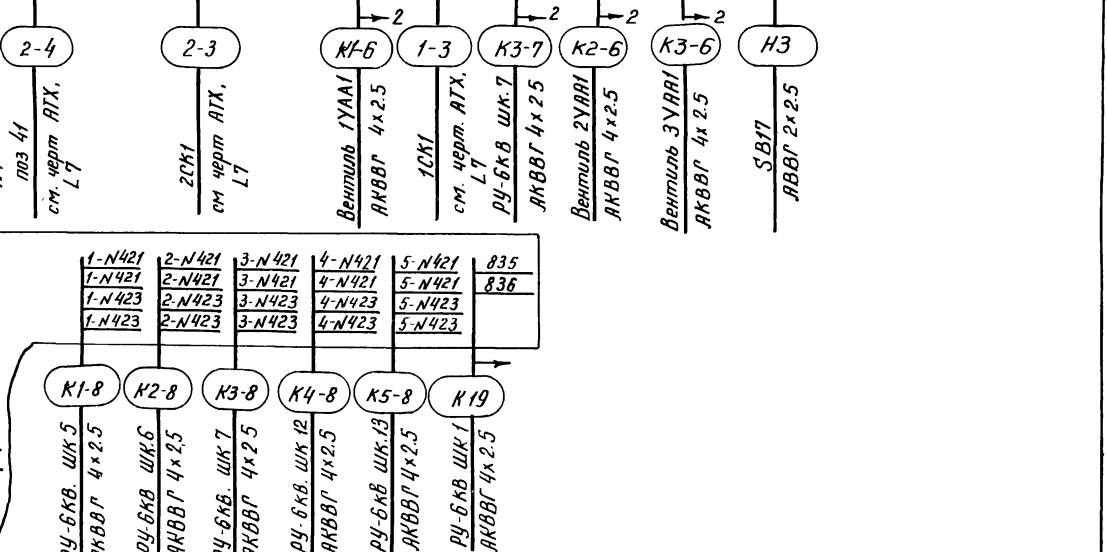 2 2 2 2 2
2-4 2-3 К1-6 1-3 К3-7 К2-6 К3-6 Н3
поз 41
см. черт АТХ,
L7
2СК1
см черт АТХ,
L7
Вентиль 1УАА1
АКВВГ 4х2.5
1СК1
см. черт. АТХ,
L7
РУ-6кВ шк.7
АКВВГ 4х2 5
Вентиль 2УАА1
АКВВГ 4х2.5
Вентиль 3УАА1
АКВВГ 4х2.5
SB17
АВВГ 2х2.5
1-N421 2-N421 3-N421 4-N421 5-N421 835
1-N421 2-N421 3-N421 4-N421 5-N421 836
1-N423 2-N423 3-N423 4-N423 5-N423
1-N423 2-N423 3-N423 4-N423 5-N423
К1-8 К2-8 К3-8 К4-8 К5-8 К19
РУ-6кв. шк 5
АКВВГ 4х2.5
РУ-6кВ шк.6
АКВВГ 4х2,5
РУ-6кв. шк 7
АКВВГ 4х2 5
РУ-6кв. шк 12
АКВВГ 4х2.5
РУ-6кВ шк.13
АКВВГ 4х2.5
РУ-6кВ шк 1
АКВВГ 4х2.5